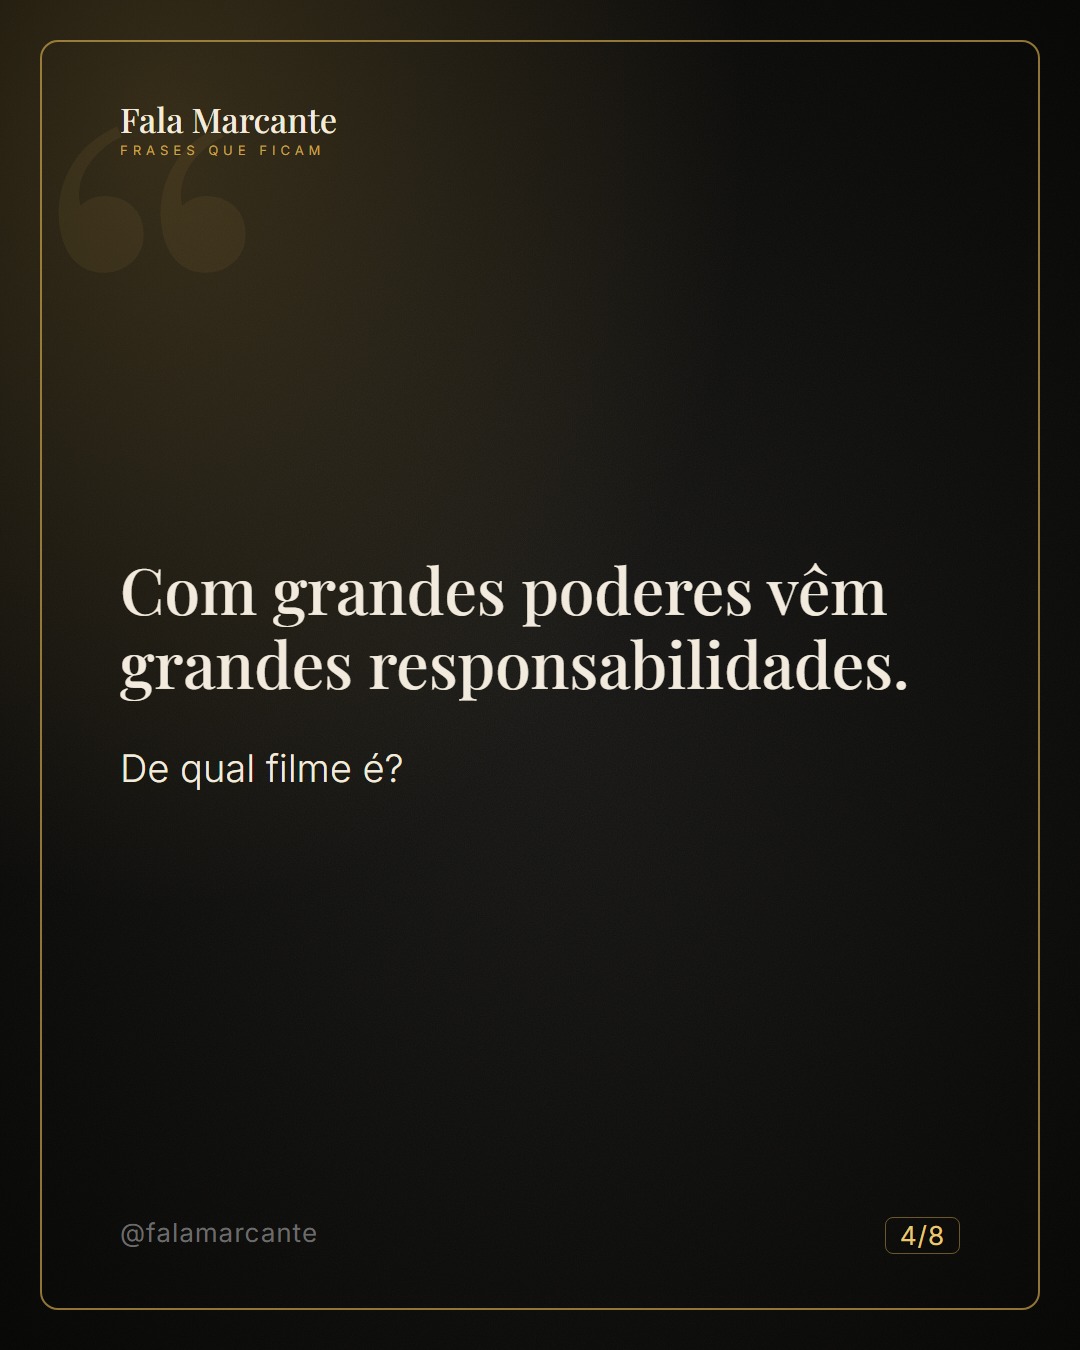 Fala Marcante
FRASES QUE FICAM
Com grandes poderes vêm
grandes responsabilidades.
De qual filme é?
@falamarcante
4/8